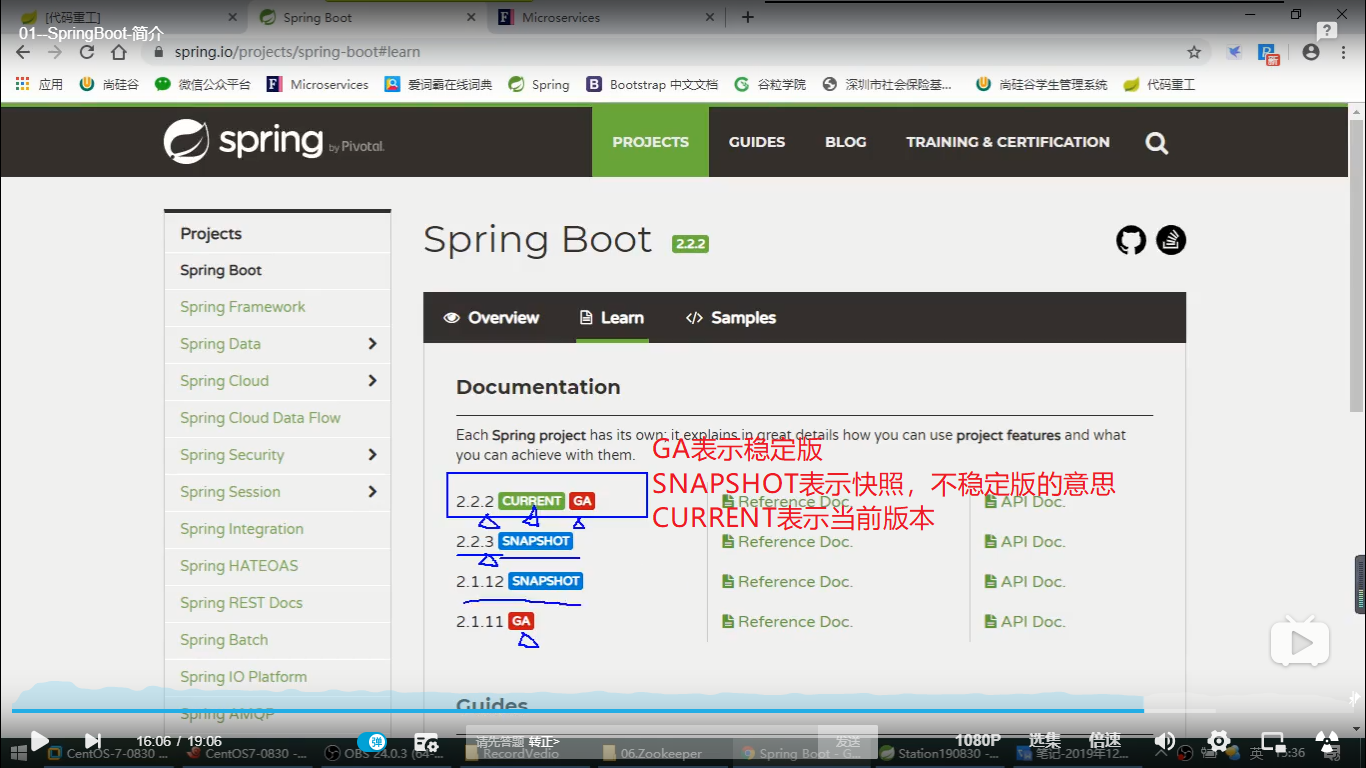 [代码重工]
Spring Boot
Microservices
01--SpringBoot-简介
spring.io/projects/spring-boot#learn
应用
尚硅谷
微信公众平台
Microservices
爱词霸在线词典
Spring
Bootstrap 中文文档
谷粒学院
深圳市社会保险基...
尚硅谷学生管理系统
代码重工
新
spring by Pivotal.
PROJECTS
GUIDES
BLOG
TRAINING & CERTIFICATION
Projects
Spring Boot
Spring Framework
Spring Data
Spring Cloud
Spring Cloud Data Flow
Spring Security
Spring Session
Spring Integration
Spring HATEOAS
Spring REST Docs
Spring Batch
Spring IO Platform
Spring AMQP
Spring Boot 2.2.2
Overview
Learn
Samples
Documentation
Each Spring project has its own; it explains in great details how you can use project features and what
you can achieve with them.
GA表示稳定版
SNAPSHOT表示快照，不稳定版的意思
CURRENT表示当前版本
2.2.2 CURRENT GA
Reference Doc.
API Doc.
2.2.3 SNAPSHOT
Reference Doc.
API Doc.
2.1.12 SNAPSHOT
Reference Doc.
API Doc.
2.1.11 GA
Reference Doc.
API Doc.
Guides
16:06 / 19:06
弹
请先答题 转正>
发送
1080P
选集
倍速
CentOS-7-0830 -...
CentOS7-0830 -...
OBS 24.0.3 (64-...
RecordVedio
06.Zookeeper
Spring Boot - G...
Station190830 -...
笔记-2019年12...
英